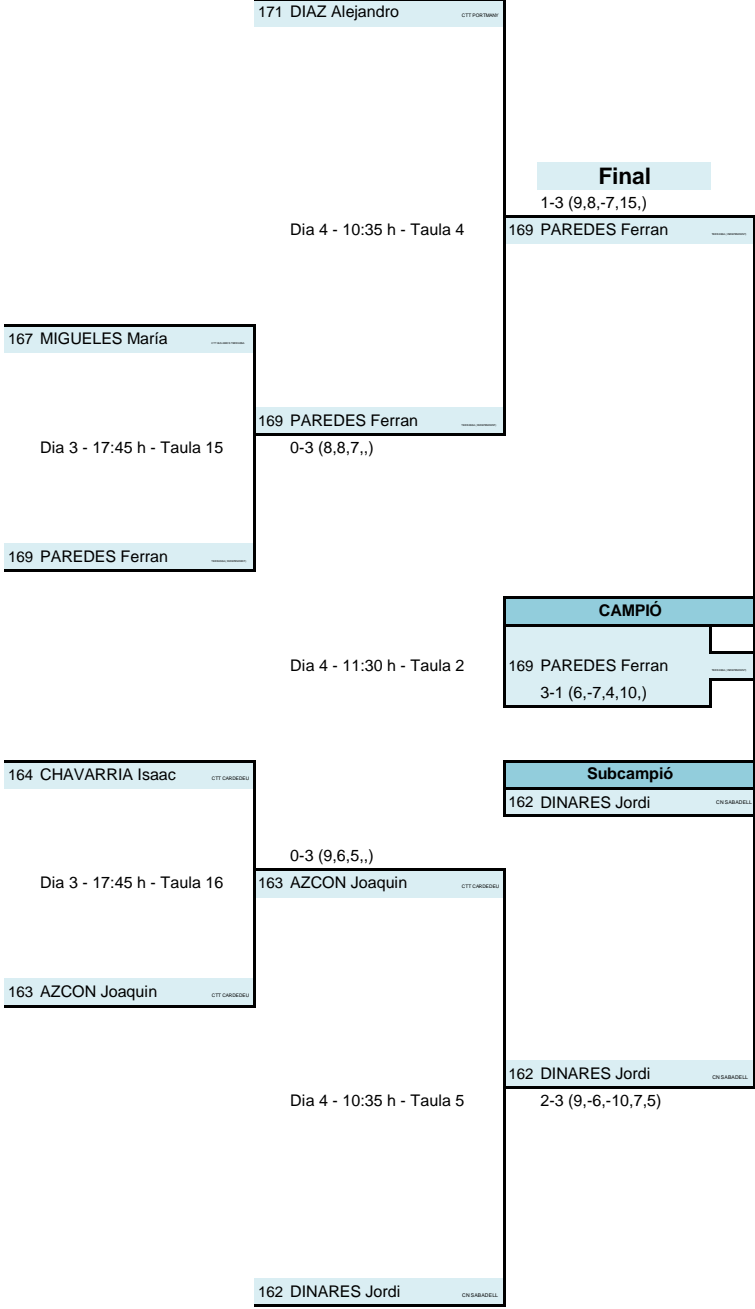 171 DIAZ Alejandro CTT PORTMANY
Final
1-3 (9,8,-7,15,)
Dia 4 - 10:35 h - Taula 4
169 PAREDES Ferran
167 MIGUELES María
169 PAREDES Ferran
Dia 3 - 17:45 h - Taula 15
0-3 (8,8,7,,)
169 PAREDES Ferran
CAMPIÓ
Dia 4 - 11:30 h - Taula 2
169 PAREDES Ferran
3-1 (6,-7,4,10,)
164 CHAVARRIA Isaac CTT CARDEDEU
Subcampió
162 DINARES Jordi CN SABADELL
0-3 (9,6,5,,)
Dia 3 - 17:45 h - Taula 16
163 AZCON Joaquin CTT CARDEDEU
163 AZCON Joaquin CTT CARDEDEU
162 DINARES Jordi CN SABADELL
Dia 4 - 10:35 h - Taula 5
2-3 (9,-6,-10,7,5)
162 DINARES Jordi CN SABADELL